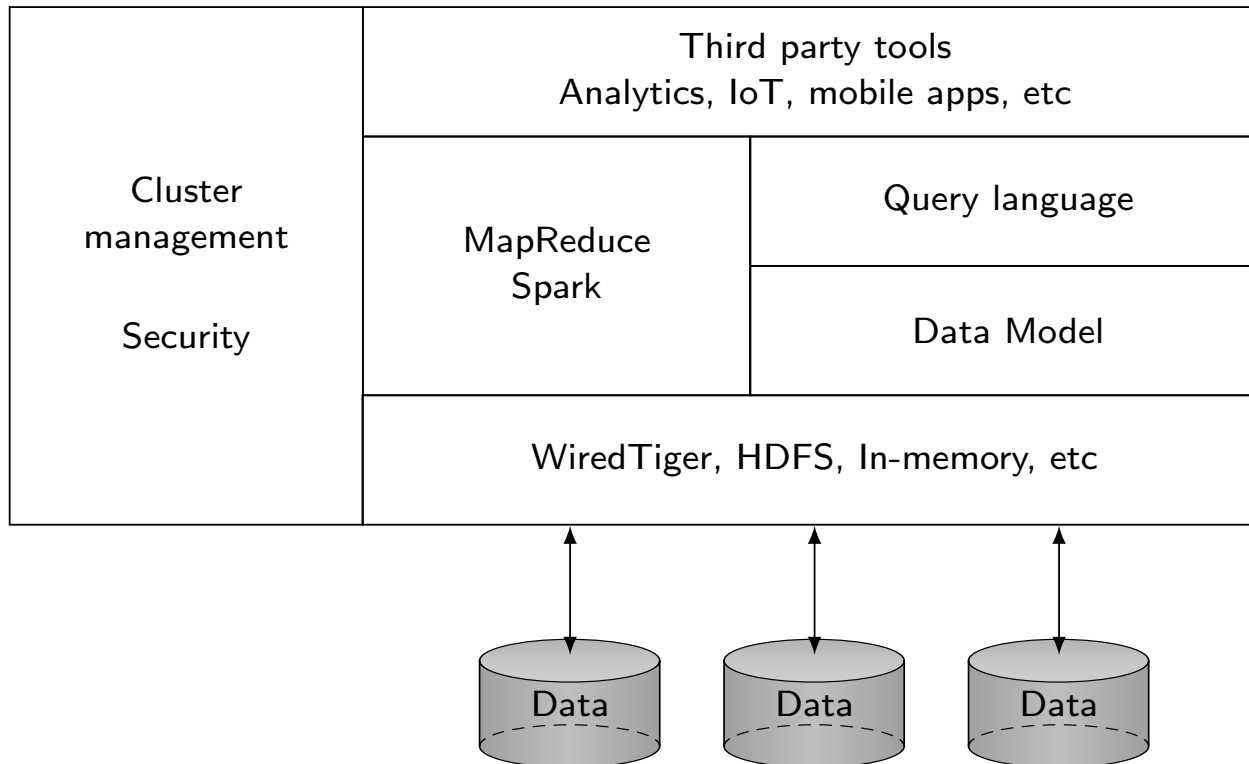 Third party tools
Analytics, IoT, mobile apps, etc
Cluster
management
Security
MapReduce
Spark
Query language
Data Model
WiredTiger, HDFS, In-memory, etc
Data
Data
Data